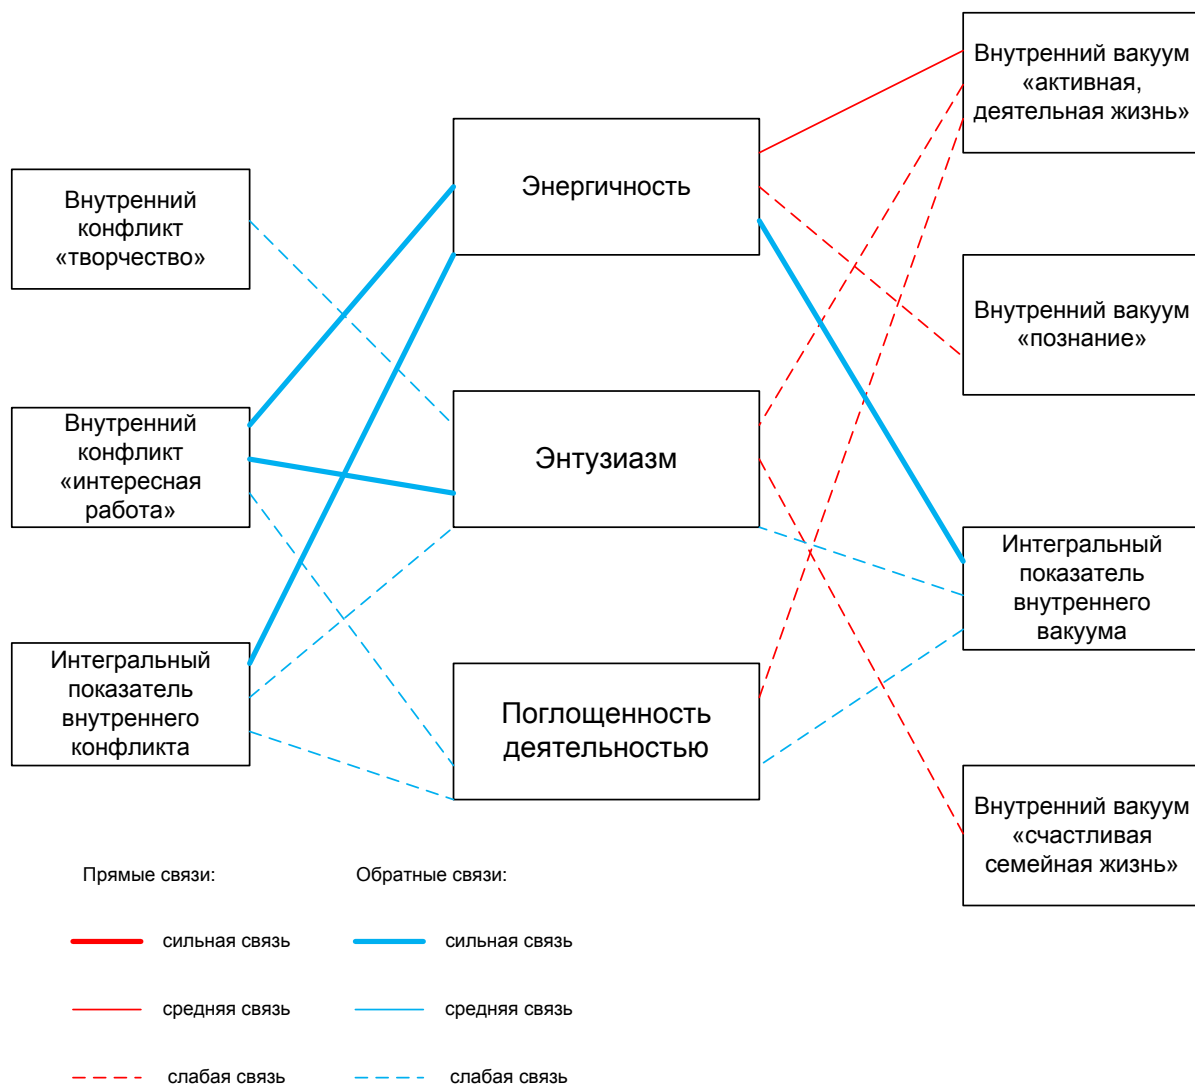 Внутренний
конфликт
«творчество»
Внутренний
конфликт
«интересная
работа»
Интегральный
показатель
внутреннего
конфликта
Энергичность
Энтузиазм
Поглощенность
деятельностью
Внутренний вакуум
«активная,
деятельная жизнь»
Внутренний вакуум
«познание»
Интегральный
показатель
внутреннего
вакуума
Внутренний вакуум
«счастливая
семейная жизнь»
Прямые связи:
сильная связь
средняя связь
слабая связь
Обратные связи:
сильная связь
средняя связь
слабая связь